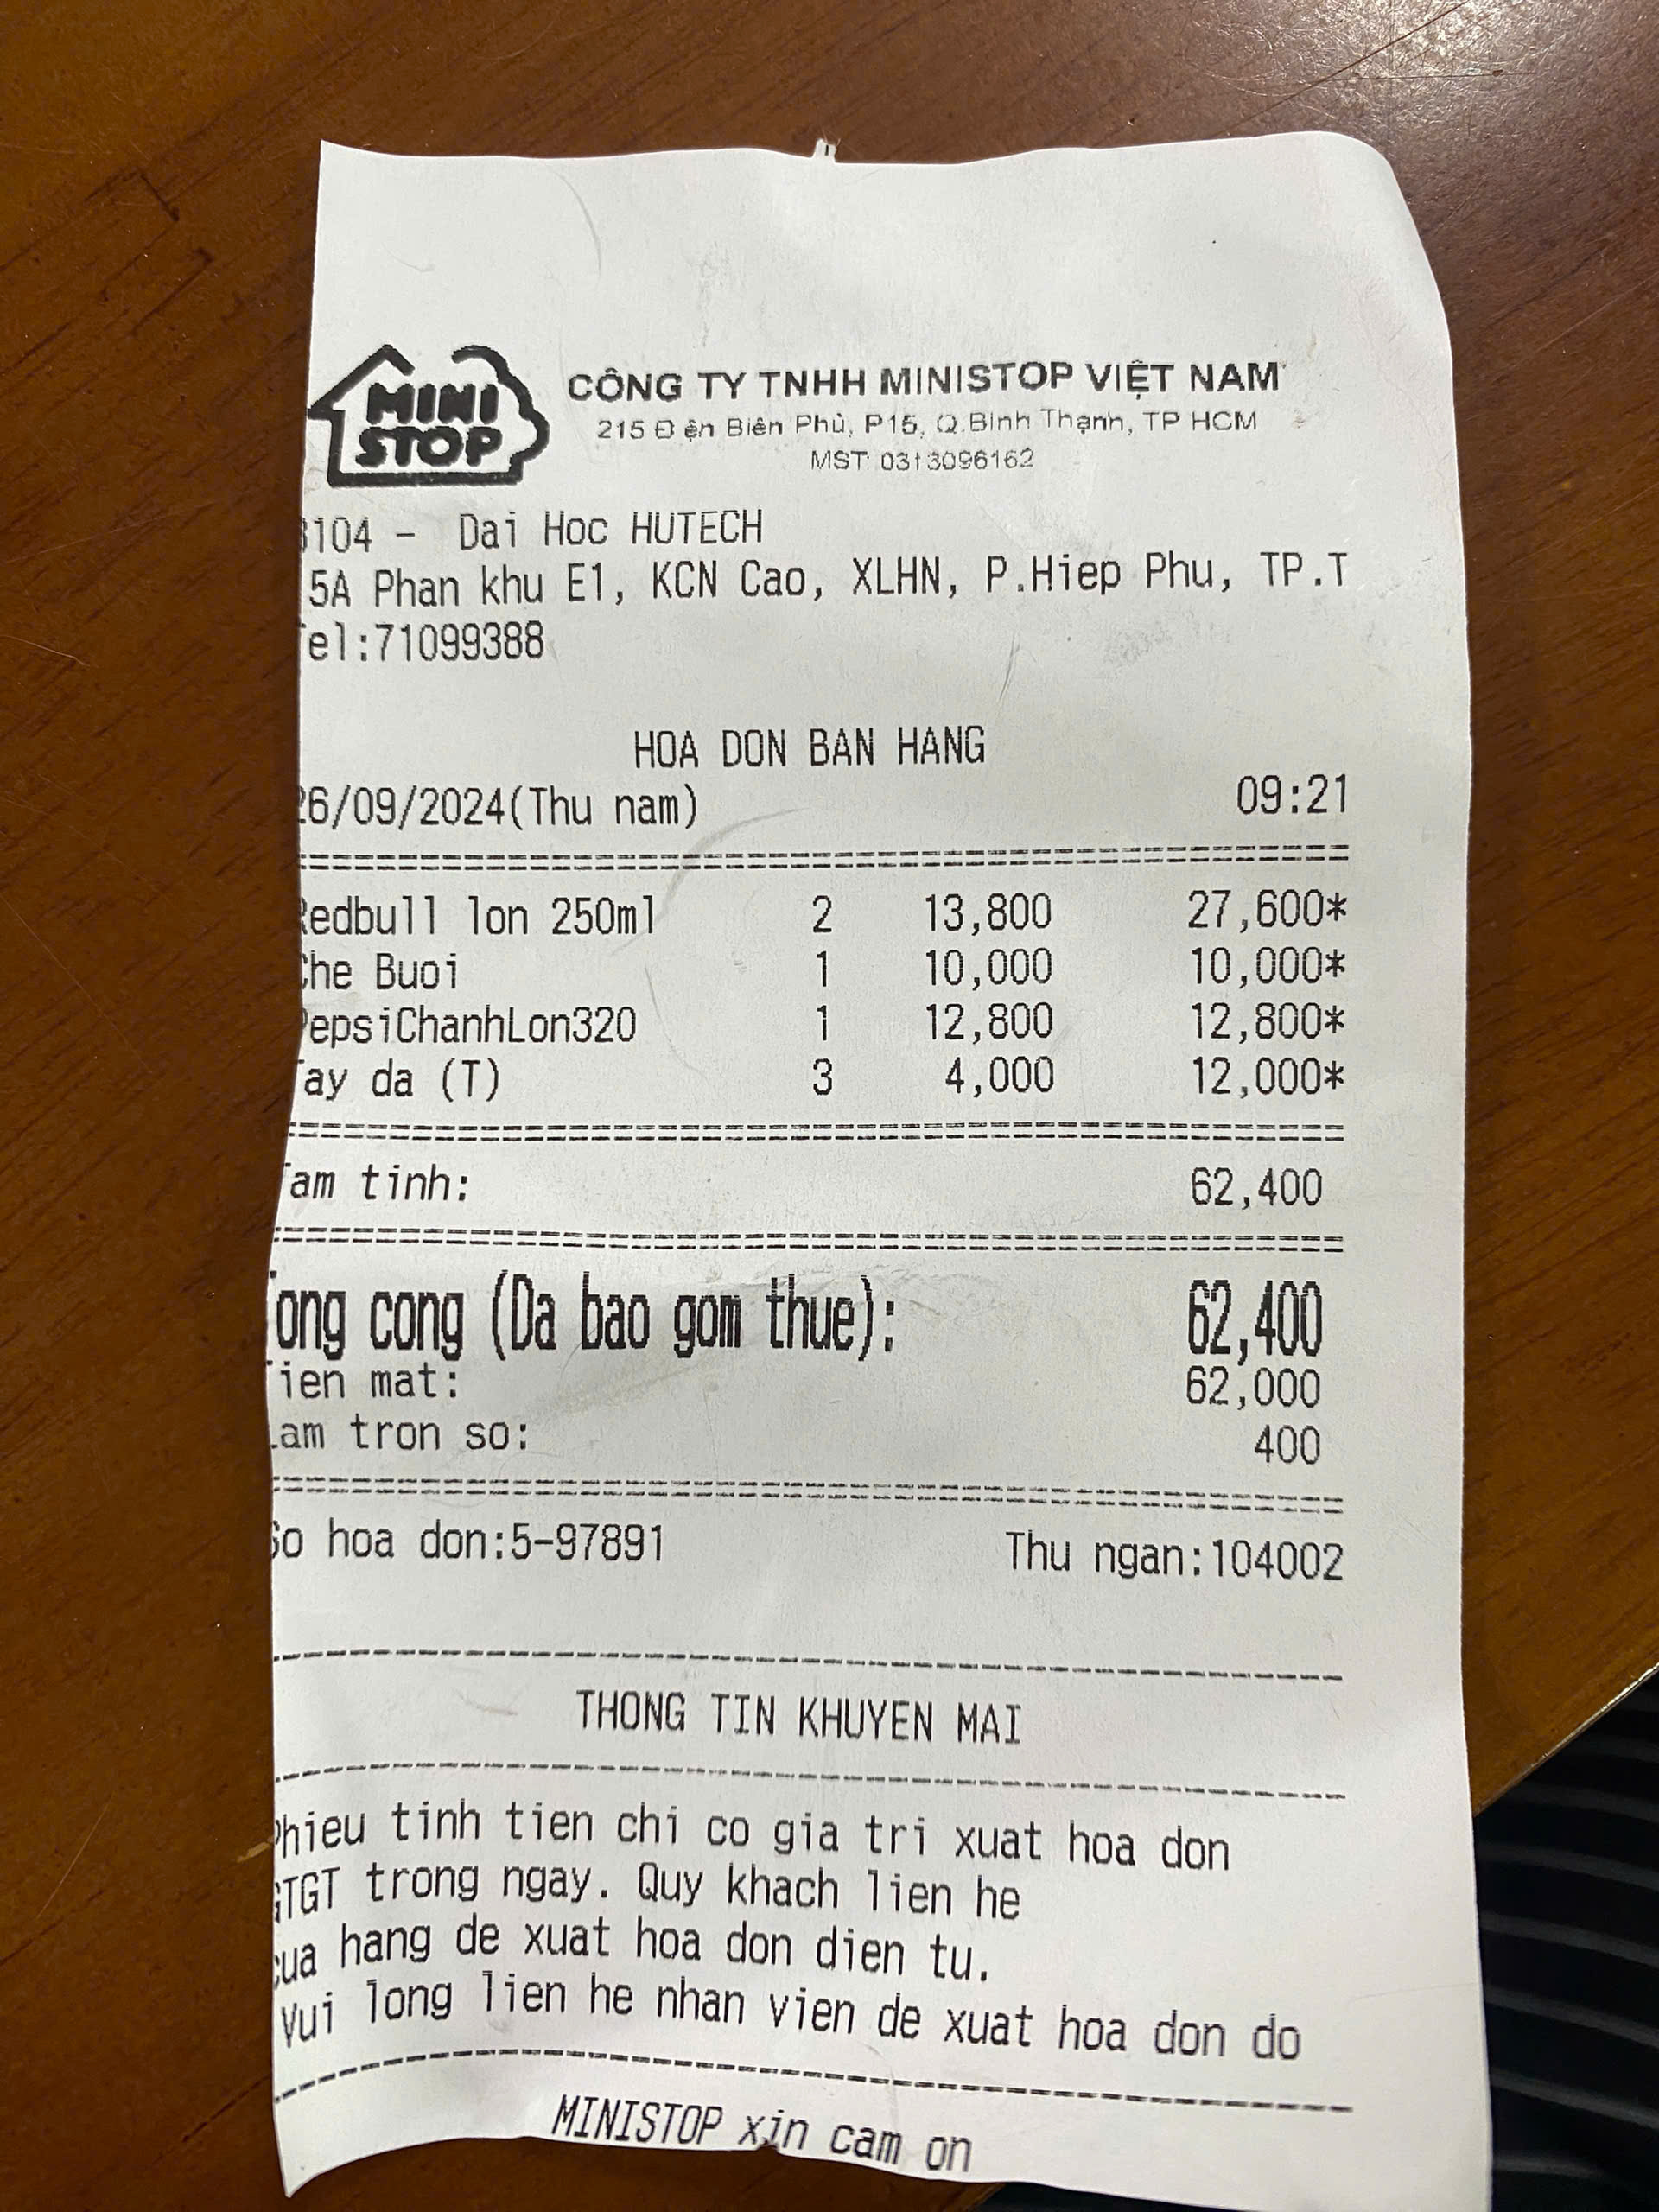 MINI
STOP
CÔNG TY TNHH MINISTOP VIỆT NAM
215 Đ ện Biên Phủ, P15, Q.Bình Thạnh, TP HCM
MST: 0313096162
104 - Dai Hoc HUTECH
5A Phan khu E1, KCN Cao, XLHN, P.Hiep Phu, TP.T
Tel:71099388
HOA DON BAN HANG
26/09/2024(Thu nam) 09:21
Redbull lon 250ml 2 13,800 27,600*
Che Buoi 1 10,000 10,000*
PepsiChanhLon320 1 12,800 12,800*
Tay da (T) 3 4,000 12,000*
Tam tinh: 62,400
Tong cong (Da bao gom thue): 62,400
Tien mat: 62,000
Lam tron so: 400
So hoa don:5-97891 Thu ngan:104002
THONG TIN KHUYEN MAI
Phieu tinh tien chi co gia tri xuat hoa don
GTGT trong ngay. Quy khach lien he
cua hang de xuat hoa don dien tu.
Vui long lien he nhan vien de xuat hoa don do
MINISTOP xin cam on